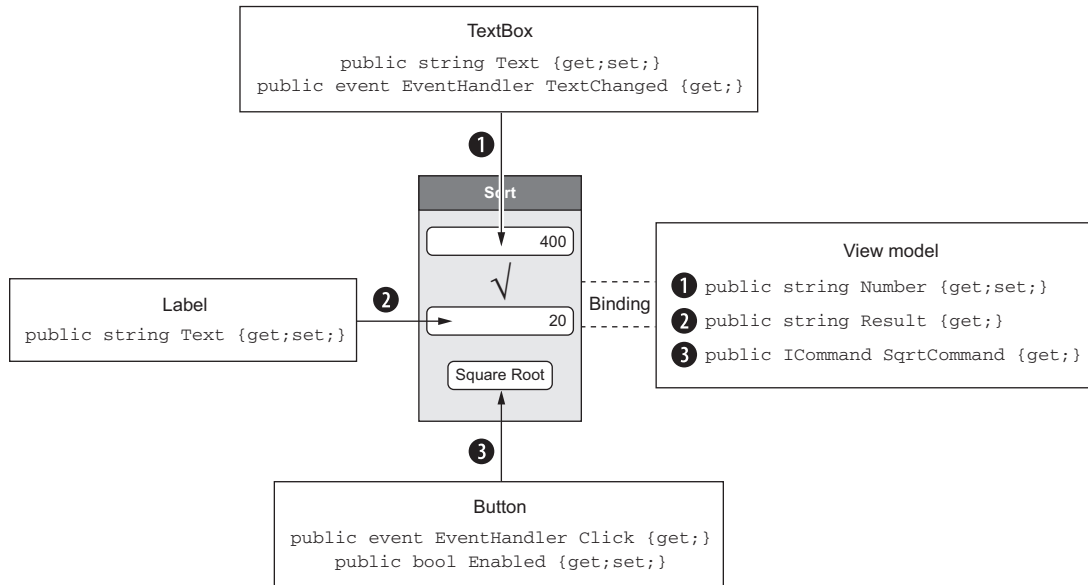 TextBox
public string Text {get;set;}
public event EventHandler TextChanged {get;}
1
Sqrt
400
√
20
Square Root
Label
public string Text {get;set;}
2
Binding
View model
1 public string Number {get;set;}
2 public string Result {get;}
3 public ICommand SqrtCommand {get;}
3
Button
public event EventHandler Click {get;}
public bool Enabled {get;set;}